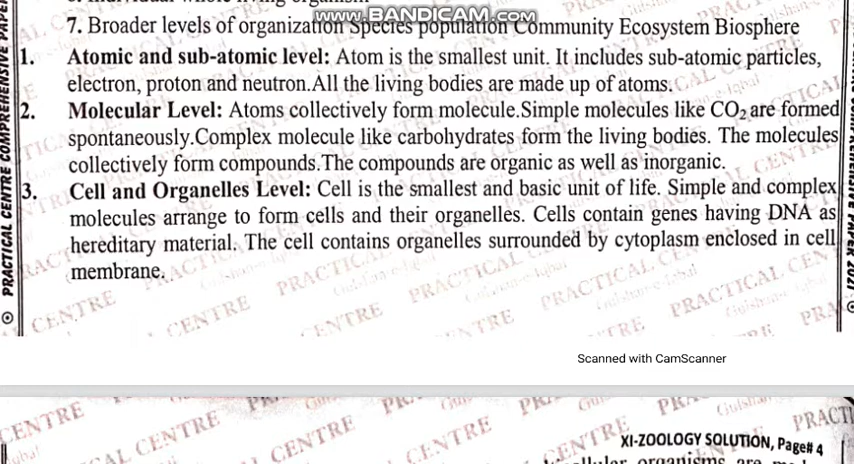 www.BANDICAM.com
7. Broader levels of organization Species population Community Ecosystem Biosphere
1. Atomic and sub-atomic level: Atom is the smallest unit. It includes sub-atomic particles,
electron, proton and neutron.All the living bodies are made up of atoms.
2. Molecular Level: Atoms collectively form molecule.Simple molecules like CO₂ are formed
spontaneously.Complex molecule like carbohydrates form the living bodies. The molecules
collectively form compounds.The compounds are organic as well as inorganic.
3. Cell and Organelles Level: Cell is the smallest and basic unit of life. Simple and complex
molecules arrange to form cells and their organelles. Cells contain genes having DNA as
hereditary material. The cell contains organelles surrounded by cytoplasm enclosed in cell
membrane.
PRACTICAL CENTRE COMPREHENSIVE PAPER
PRACTICAL CENTRE
Scanned with CamScanner
XI-ZOOLOGY SOLUTION, Page# 4